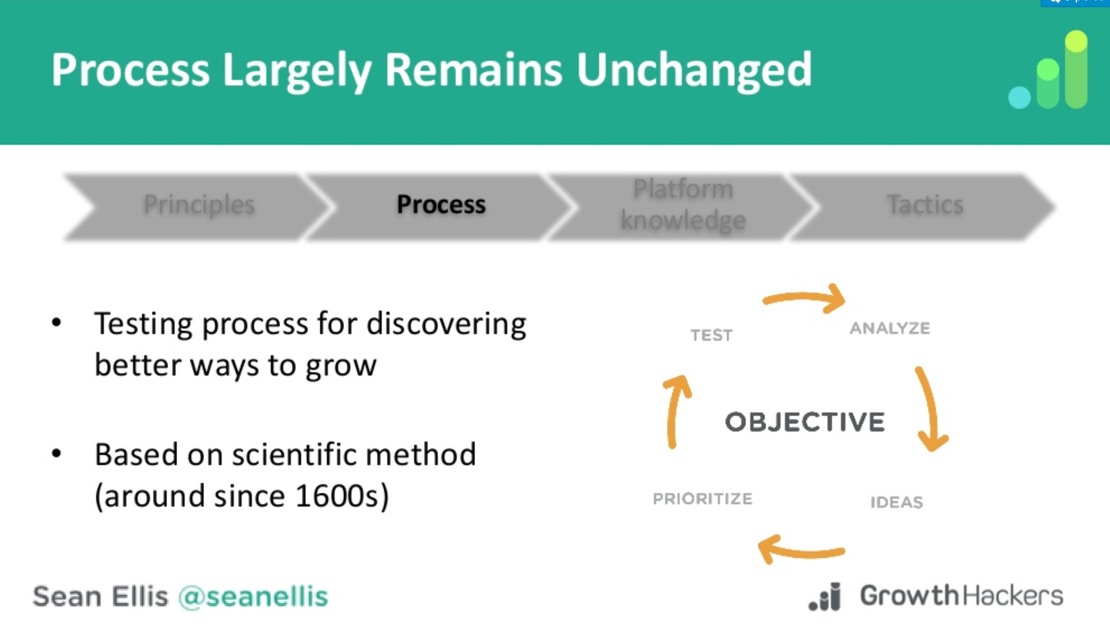 Process Largely Remains Unchanged
Principles
Process
Platform
knowledge
Tactics
• Testing process for discovering
better ways to grow
• Based on scientific method
(around since 1600s)
TEST
ANALYZE
OBJECTIVE
PRIORITIZE
IDEAS
Sean Ellis @seanellis
GrowthHackers